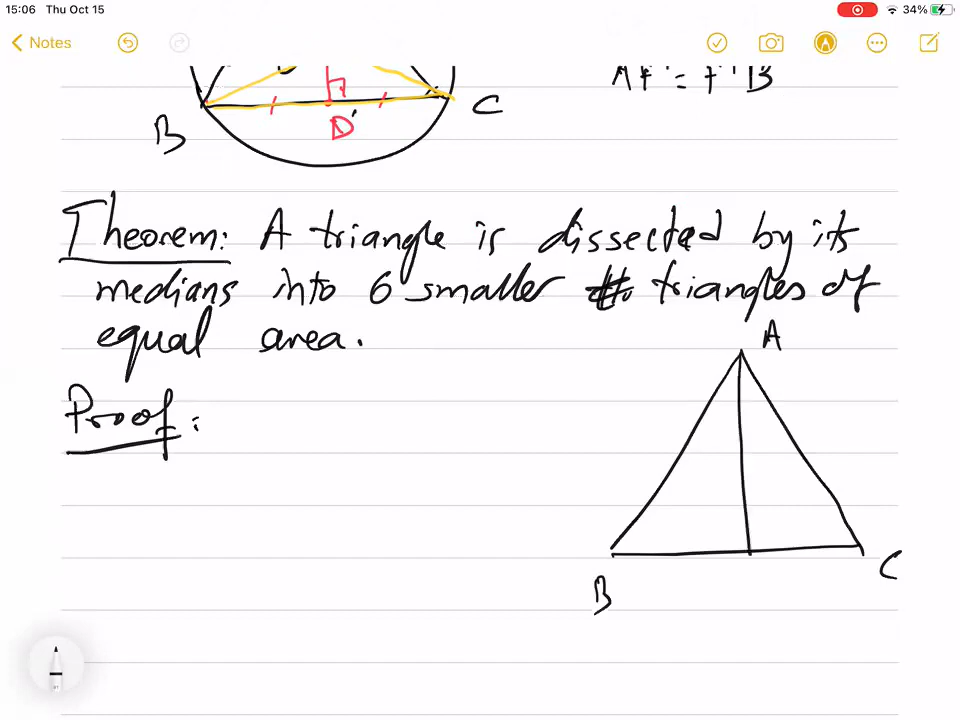 15:06 Thu Oct 15
34%
Notes
B
D'
C
Theorem: A triangle is dissected by its
medians into 6 smaller triangles of
equal area.
A
Proof:
B
C